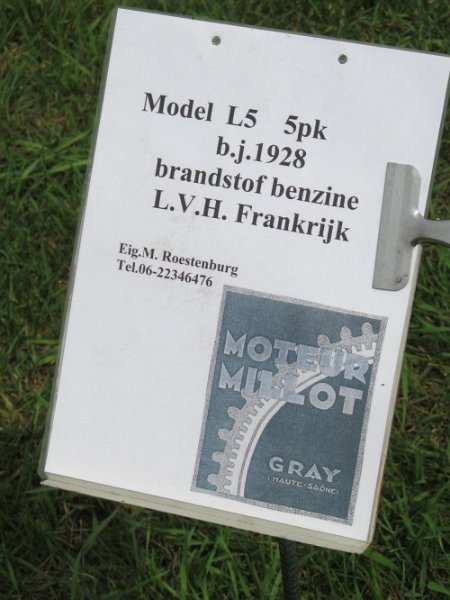 Model L5 5pk
b.j.1928
brandstof benzine
L.V.H. Frankrijk
Eig.M. Roestenburg
Tel.06-22346476
MOTEUR
MILLOT
GRAY
(HAUTE-SAÔNE)